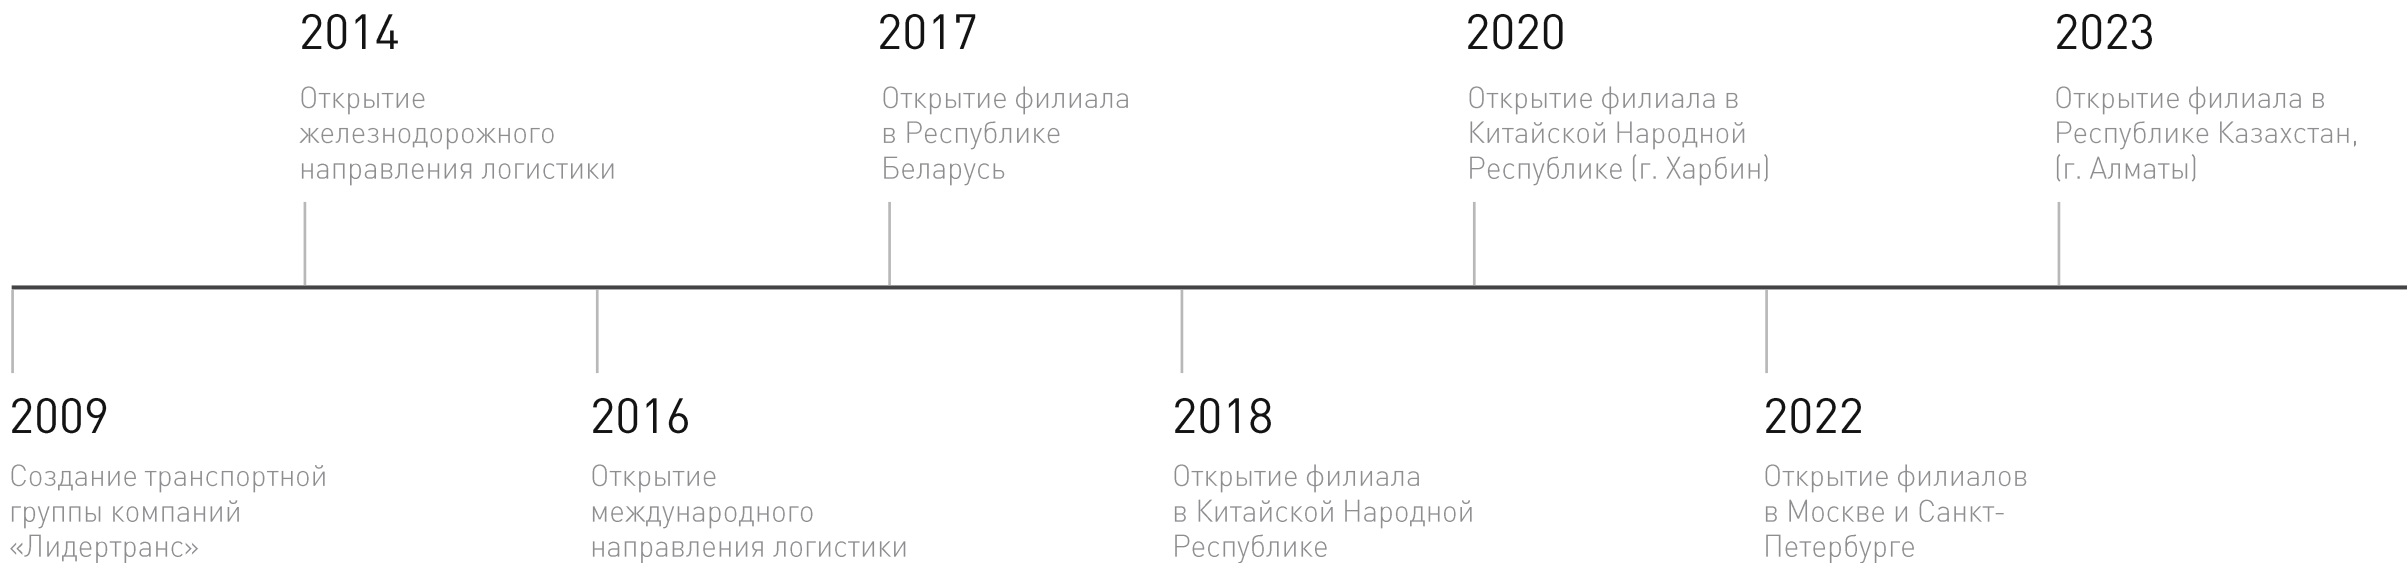 2014
Открытие
железнодорожного
направления логистики
2017
Открытие филиала
в Республике
Беларусь
2020
Открытие филиала в
Китайской Народной
Республике (г. Харбин)
2023
Открытие филиала в
Республике Казахстан,
(г. Алматы)
2009
Создание транспортной
группы компаний
«Лидертранс»
2016
Открытие
международного
направления логистики
2018
Открытие филиала
в Китайской Народной
Республике
2022
Открытие филиалов
в Москве и Санкт-
Петербурге